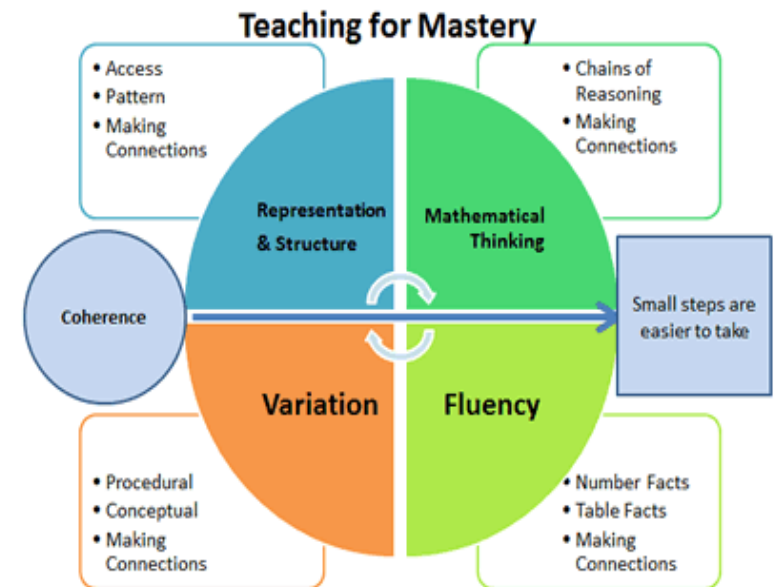 Teaching for Mastery
• Access
• Pattern
• Making
Connections
• Chains of
Reasoning
• Making
Connections
Representation
& Structure
Mathematical
Thinking
Coherence
Small steps are
easier to take
Variation
Fluency
• Procedural
• Conceptual
• Making
Connections
• Number Facts
• Table Facts
• Making
Connections